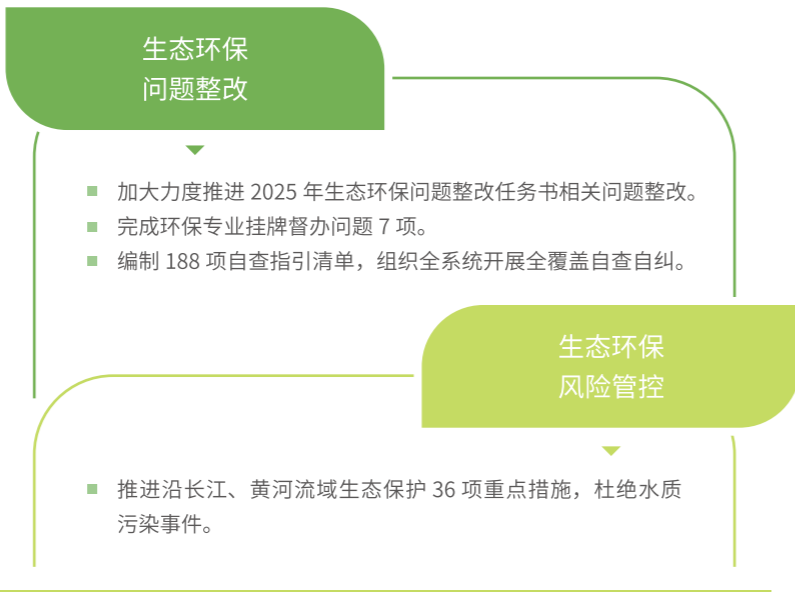 生态环保
问题整改
加大力度推进 2025 年生态环保问题整改任务书相关问题整改。
完成环保专业挂牌督办问题 7 项。
编制 188 项自查指引清单，组织全系统开展全覆盖自查自纠。
生态环保
风险管控
推进沿长江、黄河流域生态保护 36 项重点措施，杜绝水质
污染事件。